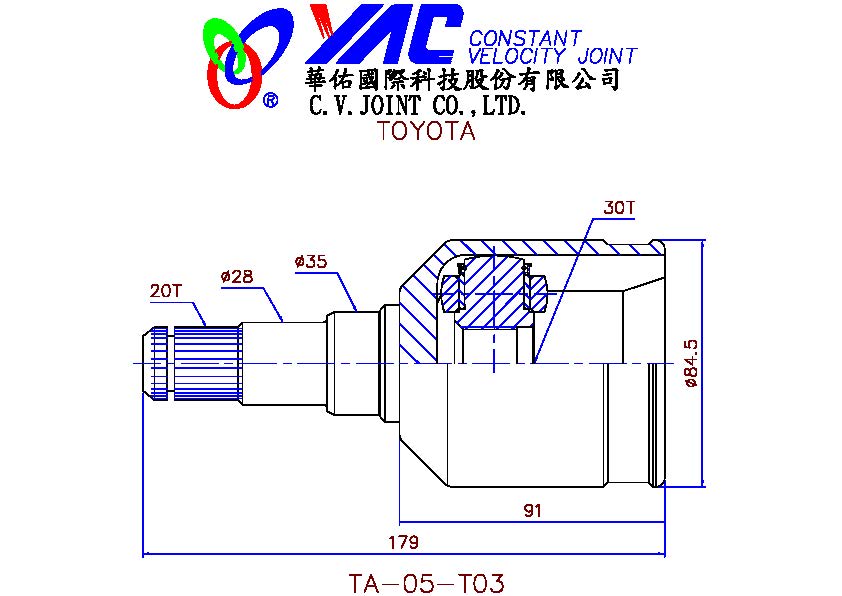 YAC CONSTANT
VELOCITY JOINT
®
華佑國際科技股份有限公司
C.V.JOINT CO.,LTD.
TOYOTA
30T
ø35
ø28
20T
ø84.5
91
179
TA-05-T03